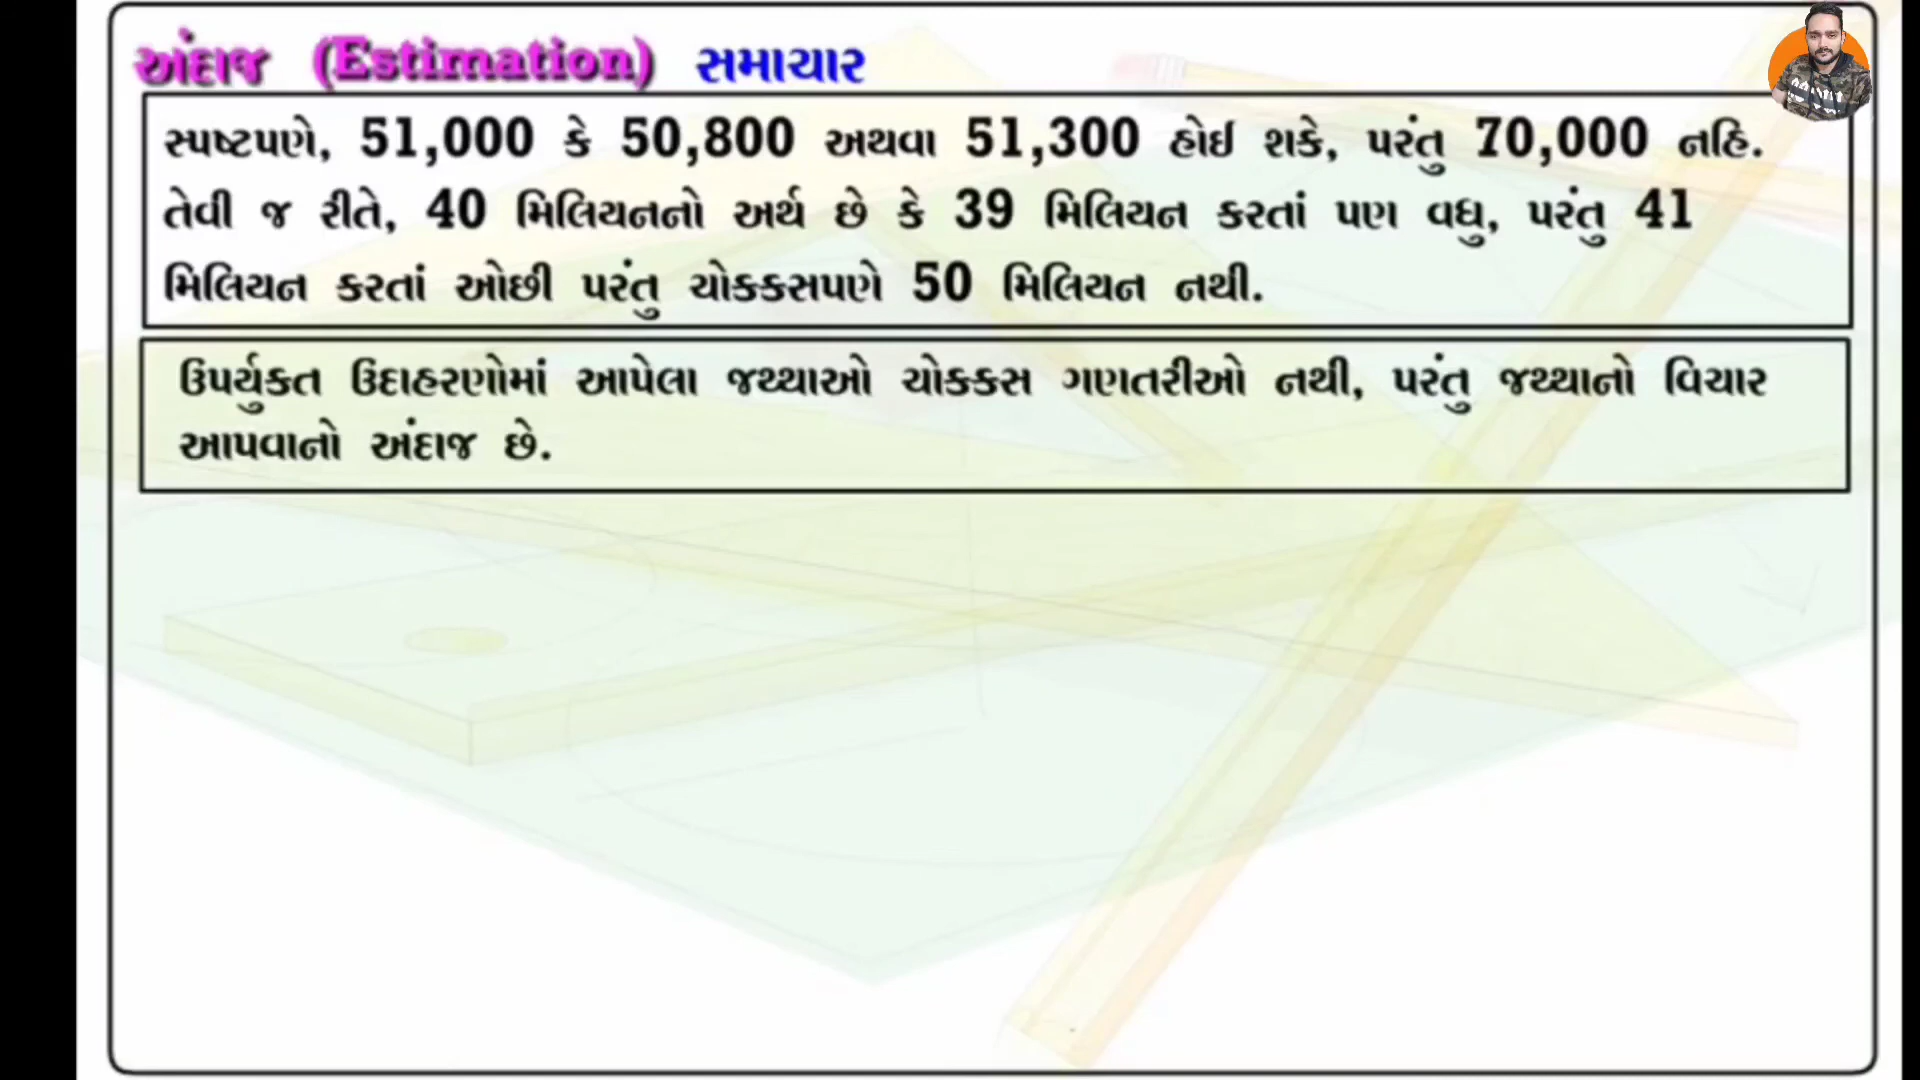 અંદાજ (Estimation) સમાચાર
સ્પષ્ટપણે, 51,000 કે 50,800 અથવા 51,300 હોઈ શકે, પરંતુ 70,000 નહિ.
તેવી જ રીતે, 40 મિલિયનનો અર્થ છે કે 39 મિલિયન કરતાં પણ વધુ, પરંતુ 41
મિલિયન કરતાં ઓછી પરંતુ ચોક્કસપણે 50 મિલિયન નથી.
ઉપર્યુક્ત ઉદાહરણોમાં આપેલા જથ્થાઓ ચોક્કસ ગણતરીઓ નથી, પરંતુ જથ્થાનો વિચાર
આપવાનો અંદાજ છે.